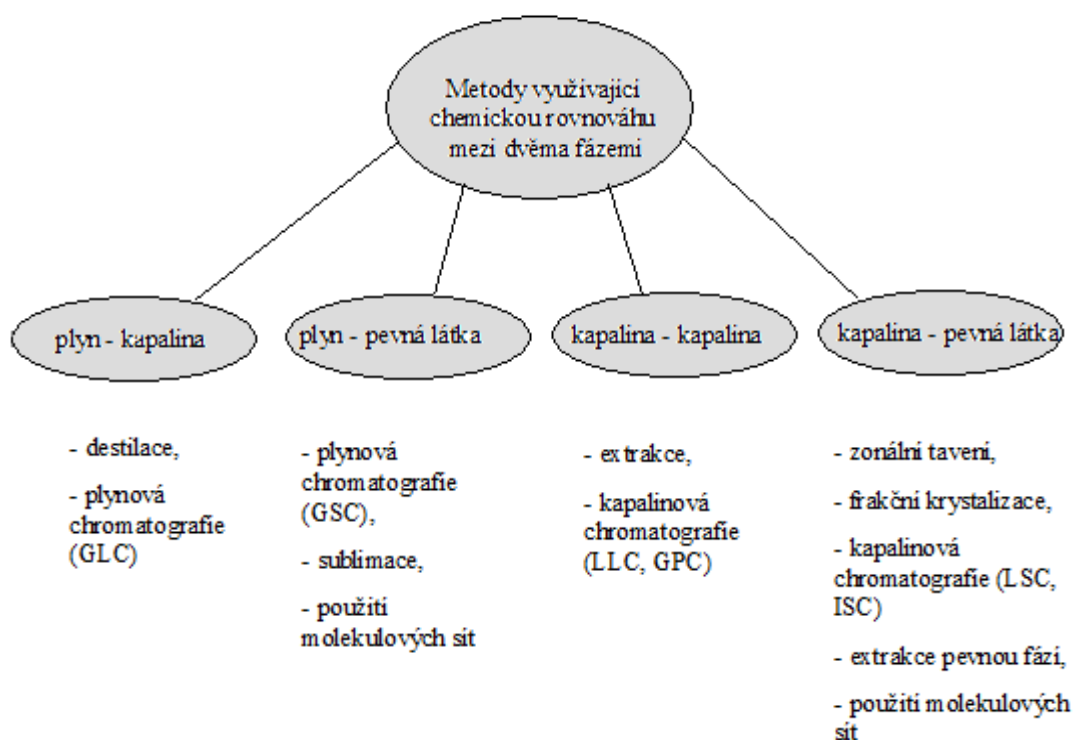 Metody využívající
chemickou rovnováhu
mezi dvěma fázemi
plyn - kapalina
plyn - pevná látka
kapalina - kapalina
kapalina - pevná látka
- destilace,
- plynová
chromatografie
(GLC)
- plynová
chromatografie
(GSC),
- sublimace,
- použití
molekulových sít
- extrakce,
- kapalinová
chromatografie
(LLC, GPC)
- zonální tavení,
- frakční krystalizace,
- kapalinová
chromatografie (LSC,
ISC)
- extrakce pevnou fází,
- použití molekulových
sít